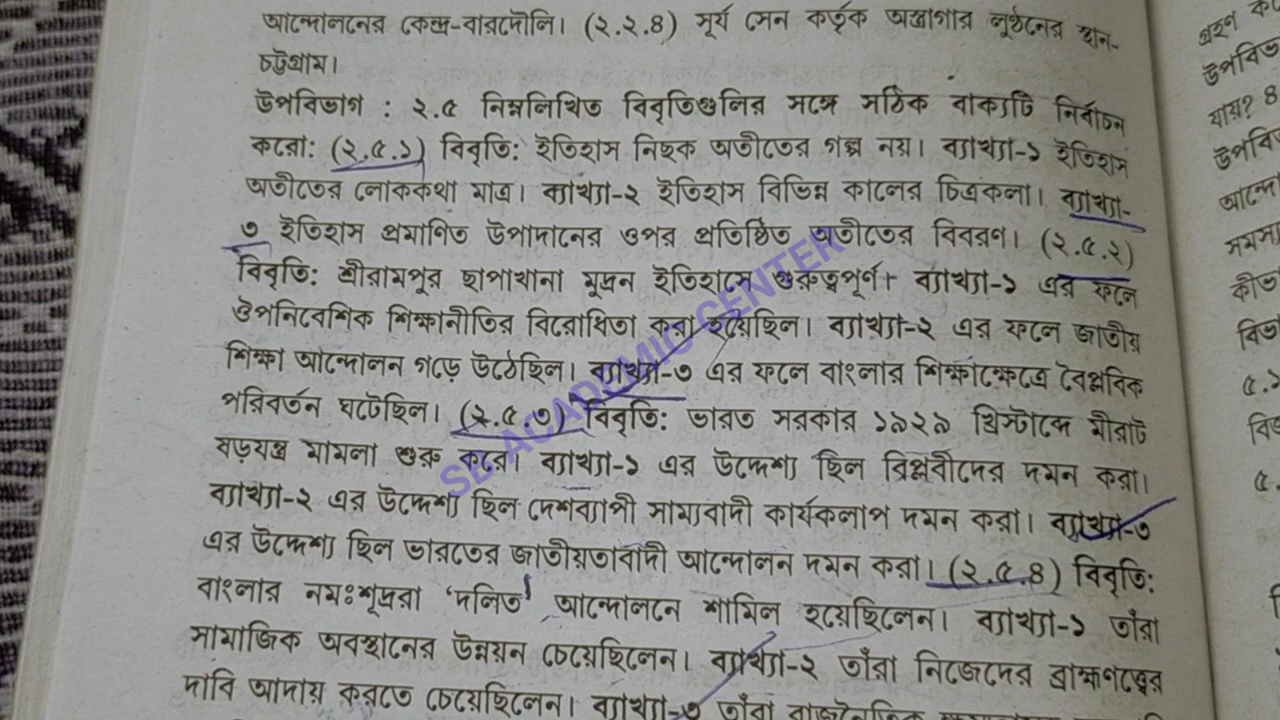 আন্দোলনের কেন্দ্র-বারদৌলি। (২.২.৪) সূর্য সেন কর্তৃক অস্ত্রাগার লুণ্ঠনের স্থান-
চট্টগ্রাম।
উপবিভাগ : ২.৫ নিম্নলিখিত বিবৃতিগুলির সঙ্গে সঠিক বাক্যটি নির্বাচন
করো: (২.৫.১) বিবৃতি: ইতিহাস নিছক অতীতের গল্প নয়। ব্যাখ্যা-১ ইতিহাস
অতীতের লোককথা মাত্র। ব্যাখ্যা-২ ইতিহাস বিভিন্ন কালের চিত্রকলা। ব্যাখ্যা-
৩ ইতিহাস প্রমাণিত উপাদানের ওপর প্রতিষ্ঠিত অতীতের বিবরণ। (২.৫.২)
বিবৃতি: শ্রীরামপুর ছাপাখানা মুদ্রন ইতিহাসে গুরুত্বপূর্ণ। ব্যাখ্যা-১ এর ফলে
ঔপনিবেশিক শিক্ষানীতির বিরোধিতা করা হয়েছিল। ব্যাখ্যা-২ এর ফলে জাতীয়
শিক্ষা আন্দোলন গড়ে উঠেছিল। ব্যাখ্যা-৩ এর ফলে বাংলার শিক্ষাক্ষেত্রে বৈপ্লবিক
পরিবর্তন ঘটেছিল। (২.৫.৩) বিবৃতি: ভারত সরকার ১৯২৯ খ্রিস্টাব্দে মীরাট
ষড়যন্ত্র মামলা শুরু করে। ব্যাখ্যা-১ এর উদ্দেশ্য ছিল বিপ্লবীদের দমন করা।
ব্যাখ্যা-২ এর উদ্দেশ্য ছিল দেশব্যাপী সাম্যবাদী কার্যকলাপ দমন করা। ব্যাখ্যা-৩
এর উদ্দেশ্য ছিল ভারতের জাতীয়তাবাদী আন্দোলন দমন করা। (২.৫.৪) বিবৃতি:
বাংলার নমঃশূদ্ররা 'দলিত' আন্দোলনে শামিল হয়েছিলেন। ব্যাখ্যা-১ তাঁরা
সামাজিক অবস্থানের উন্নয়ন চেয়েছিলেন। ব্যাখ্যা-২ তাঁরা নিজেদের ব্রাহ্মণত্বের
দাবি আদায় করতে চেয়েছিলেন। ব্যাখ্যা-৩ তাঁরা রাজনৈতিক
SB ACADEMIC CENTER
গ্রহণ
যায়? ৪